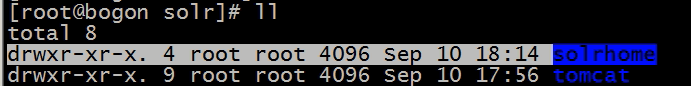 [root@bogon solr]# ll
total 8
drwxr-xr-x. 4 root root 4096 Sep 10 18:14 solrhome
drwxr-xr-x. 9 root root 4096 Sep 10 17:56 tomcat